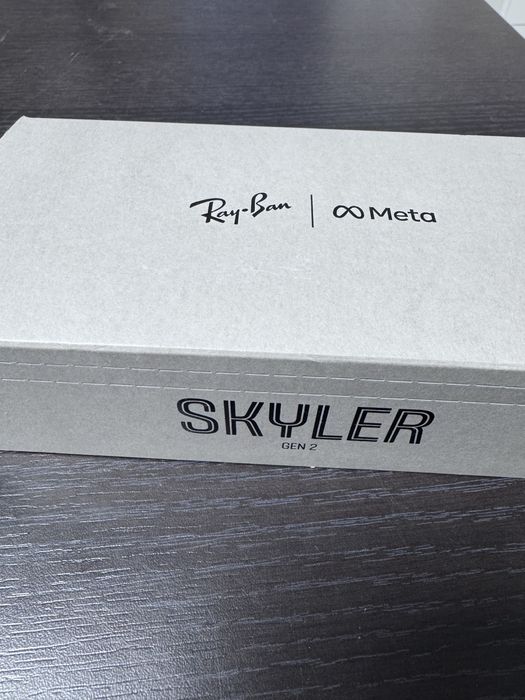 Ray-Ban | Meta
SKYLER
GEN 2